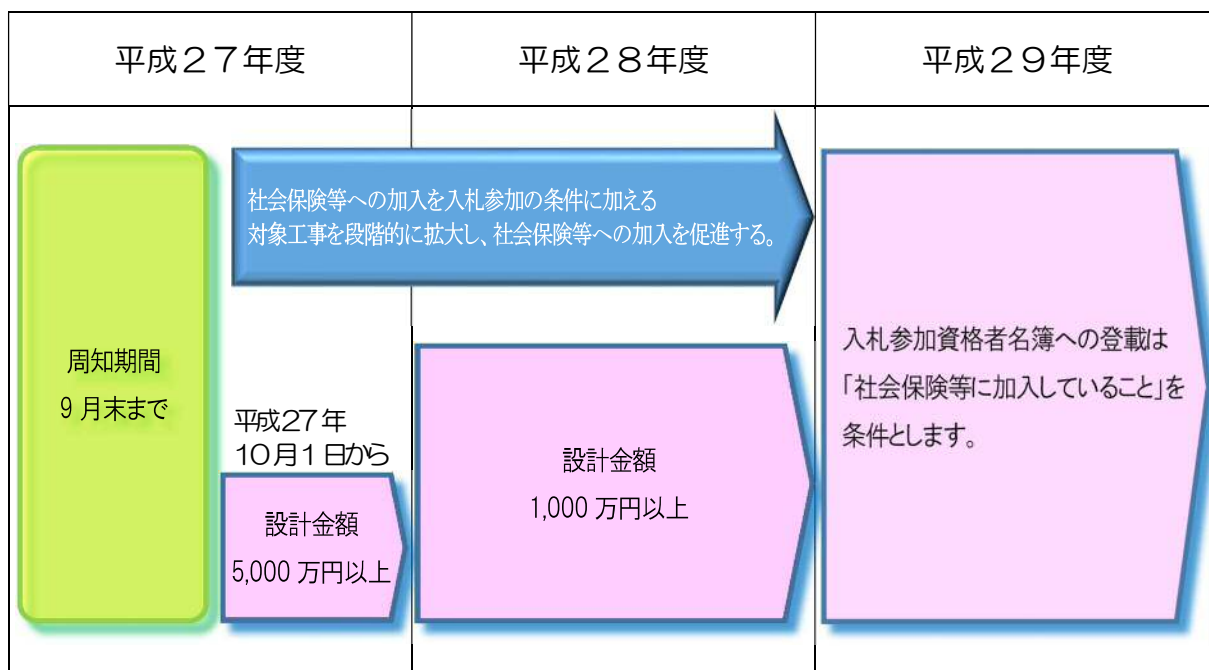 平成27年度
平成28年度
平成29年度
社会保険等への加入を入札参加の条件に加える
対象工事を段階的に拡大し、社会保険等への加入を促進する。
周知期間
9月末まで
平成27年
10月1日から
設計金額
5,000万円以上
設計金額
1,000万円以上
入札参加資格者名簿への登載は
「社会保険等に加入していること」を
条件とします。